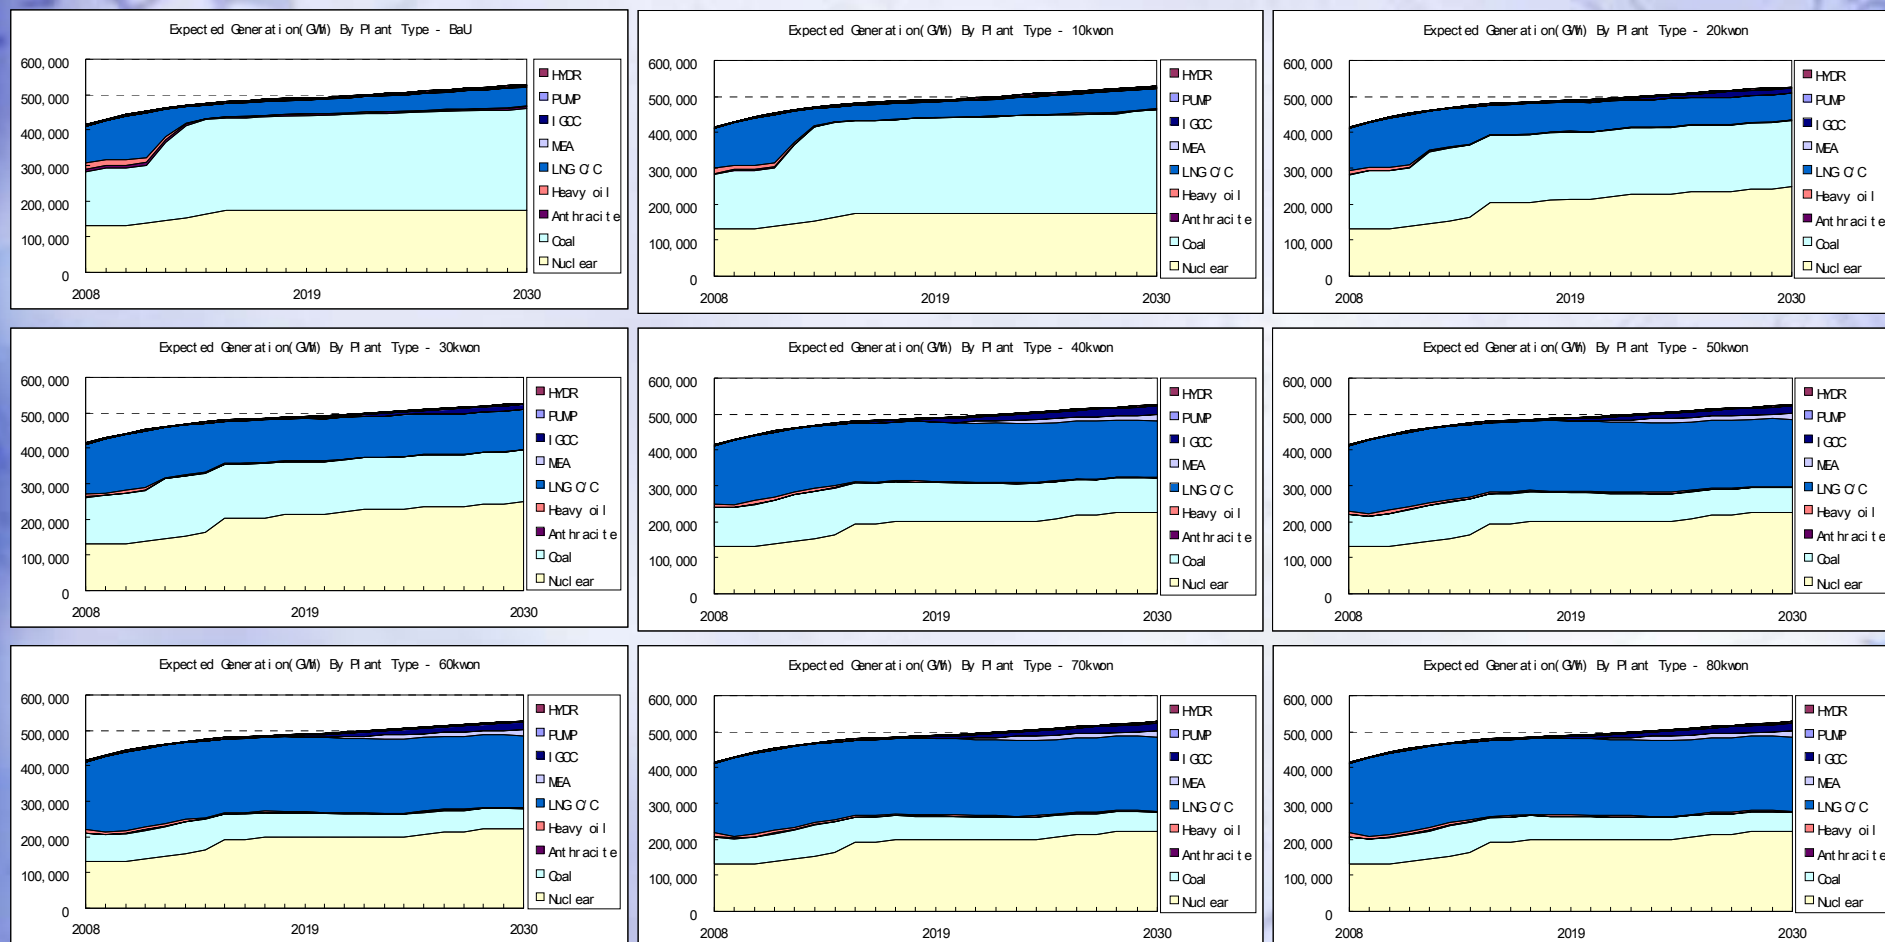 Expected Generation(GWh) By Plant Type - BaU
600,000
500,000
400,000
300,000
200,000
100,000
0
2008
2019
2030
HYDR
PUMP
IGCC
MEA
LNG C/C
Heavy oil
Anthracite
Coal
Nuclear
Expected Generation(GWh) By Plant Type - 10kwon
600,000
500,000
400,000
300,000
200,000
100,000
0
2008
2019
2030
HYDR
PUMP
IGCC
MEA
LNG C/C
Heavy oil
Anthracite
Coal
Nuclear
Expected Generation(GWh) By Plant Type - 20kwon
600,000
500,000
400,000
300,000
200,000
100,000
0
2008
2019
2030
HYDR
PUMP
IGCC
MEA
LNG C/C
Heavy oil
Anthracite
Coal
Nuclear
Expected Generation(GWh) By Plant Type - 30kwon
600,000
500,000
400,000
300,000
200,000
100,000
0
2008
2019
2030
HYDR
PUMP
IGCC
MEA
LNG C/C
Heavy oil
Anthracite
Coal
Nuclear
Expected Generation(GWh) By Plant Type - 40kwon
600,000
500,000
400,000
300,000
200,000
100,000
0
2008
2019
2030
HYDR
PUMP
IGCC
MEA
LNG C/C
Heavy oil
Anthracite
Coal
Nuclear
Expected Generation(GWh) By Plant Type - 50kwon
600,000
500,000
400,000
300,000
200,000
100,000
0
2008
2019
2030
HYDR
PUMP
IGCC
MEA
LNG C/C
Heavy oil
Anthracite
Coal
Nuclear
Expected Generation(GWh) By Plant Type - 60kwon
600,000
500,000
400,000
300,000
200,000
100,000
0
2008
2019
2030
HYDR
PUMP
IGCC
MEA
LNG C/C
Heavy oil
Anthracite
Coal
Nuclear
Expected Generation(GWh) By Plant Type - 70kwon
600,000
500,000
400,000
300,000
200,000
100,000
0
2008
2019
2030
HYDR
PUMP
IGCC
MEA
LNG C/C
Heavy oil
Anthracite
Coal
Nuclear
Expected Generation(GWh) By Plant Type - 80kwon
600,000
500,000
400,000
300,000
200,000
100,000
0
2008
2019
2030
HYDR
PUMP
IGCC
MEA
LNG C/C
Heavy oil
Anthracite
Coal
Nuclear